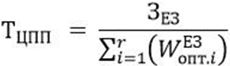 Т_ЦПП = З_ЕЗ / ∑_{i=1}^{r}(W_{опт.i}^{ЕЗ})